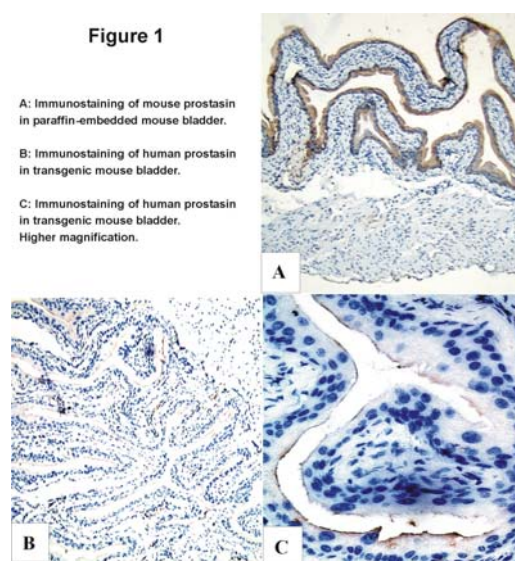 Figure 1
A: Immunostaining of mouse prostasin
in paraffin-embedded mouse bladder.
B: Immunostaining of human prostasin
in transgenic mouse bladder.
C: Immunostaining of human prostasin
in transgenic mouse bladder.
Higher magnification.
A
B
C